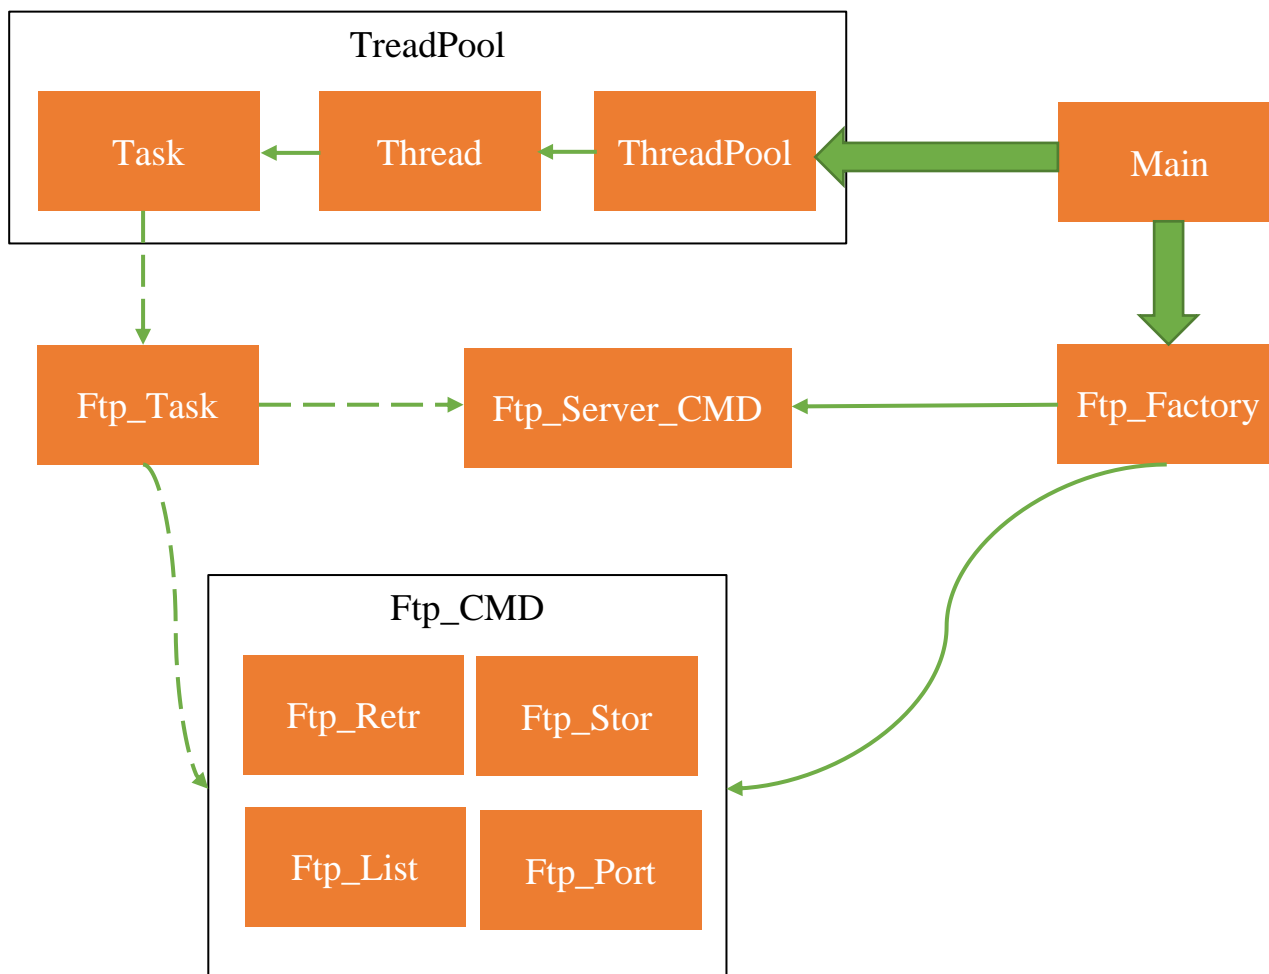 TreadPool
Task
Thread
ThreadPool
Main
Ftp_Task
Ftp_Server_CMD
Ftp_Factory
Ftp_CMD
Ftp_Retr
Ftp_Stor
Ftp_List
Ftp_Port